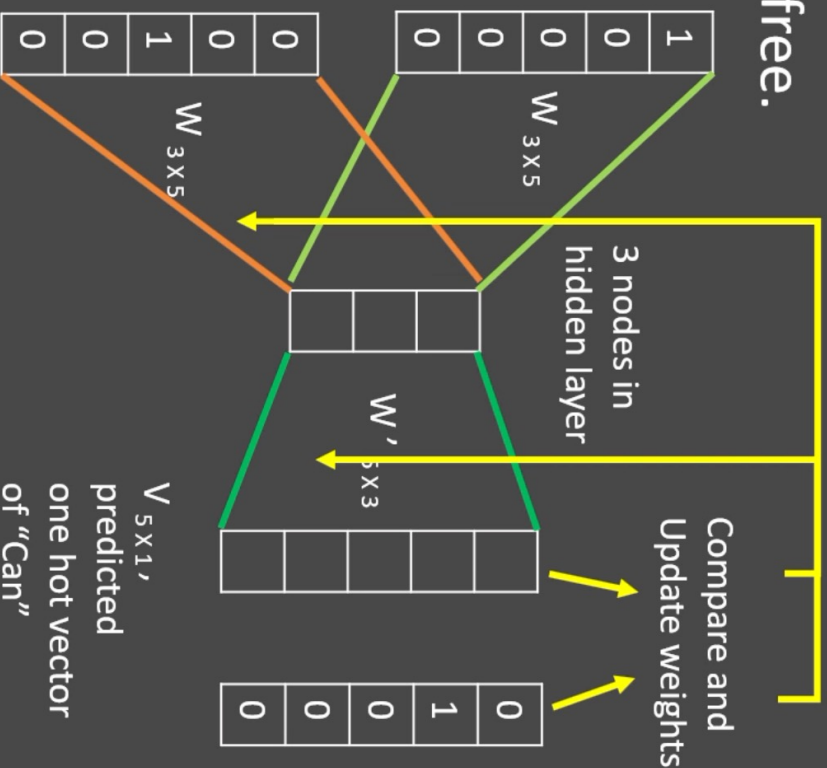 free.
Compare and
Update weights
3 nodes in
hidden layer
1
0
0
0
0
W 3 X 5
0
1
0
0
0
W' 5 X 3
0
0
1
0
0
W 3 X 5
V 5 X 1,
predicted
one hot vector
of “Can”